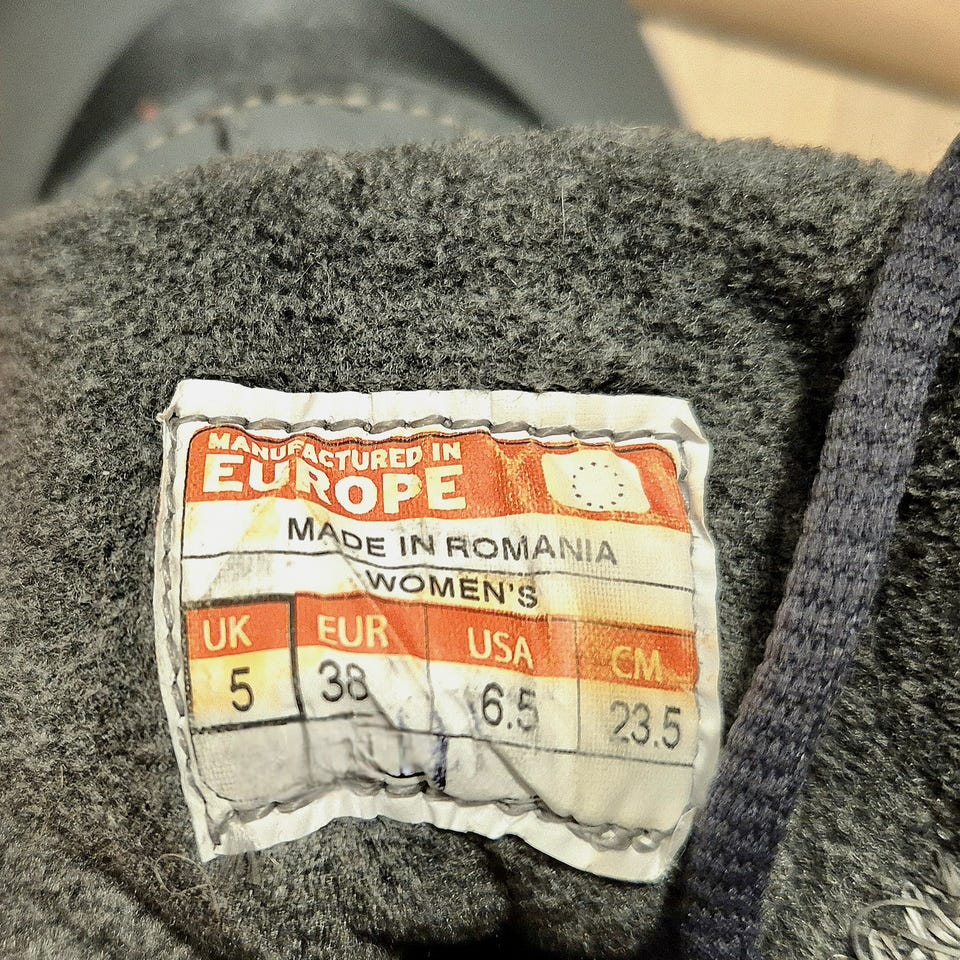 MANUFACTURED IN
EUROPE
MADE IN ROMANIA
WOMEN'S
UK EUR USA CM
5 38 6.5 23.5